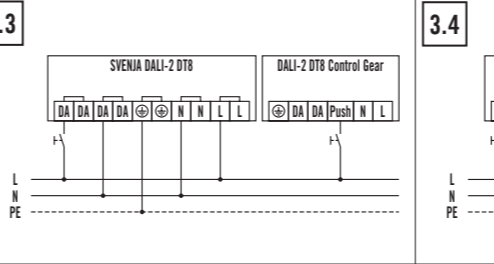 .3
SVENJA DALI-2 DT8
DA DA DA DA N N L L
DALI-2 DT8 Control Gear
DA DA Push N L
L
N
PE
3.4
L
N
PE